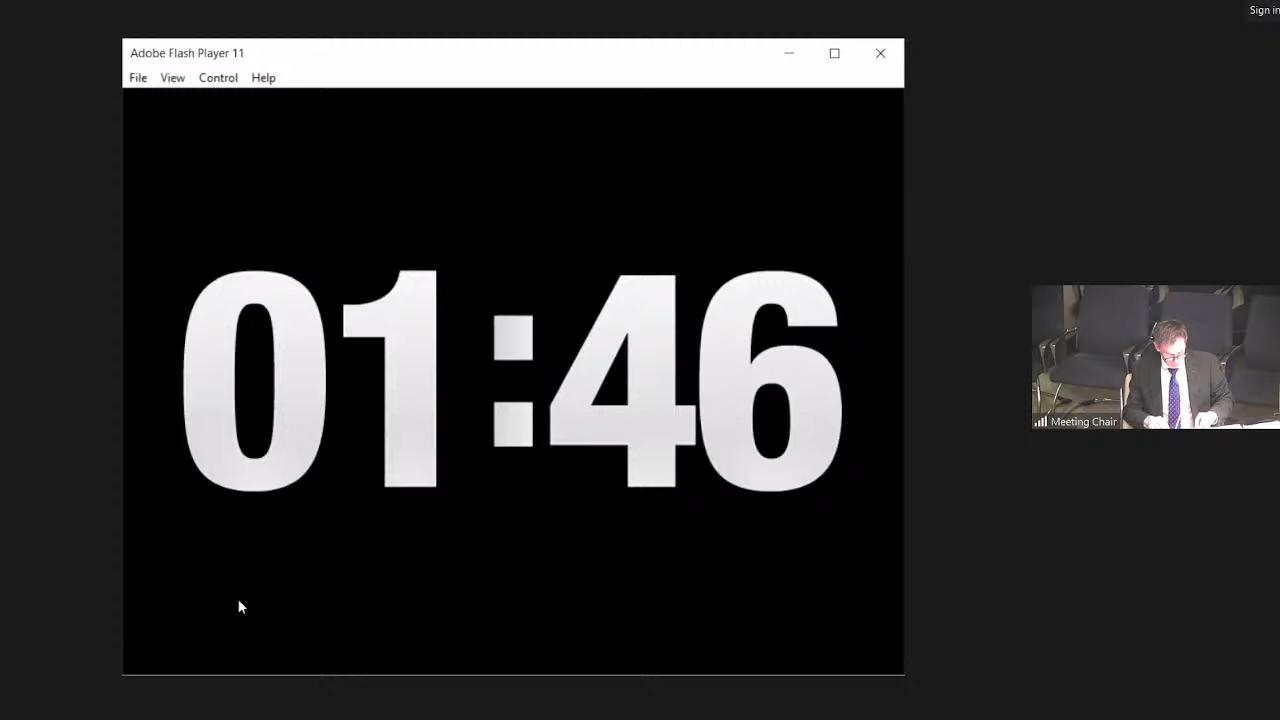 Sign in
Adobe Flash Player 11
File View Control Help
01:46
Meeting Chair